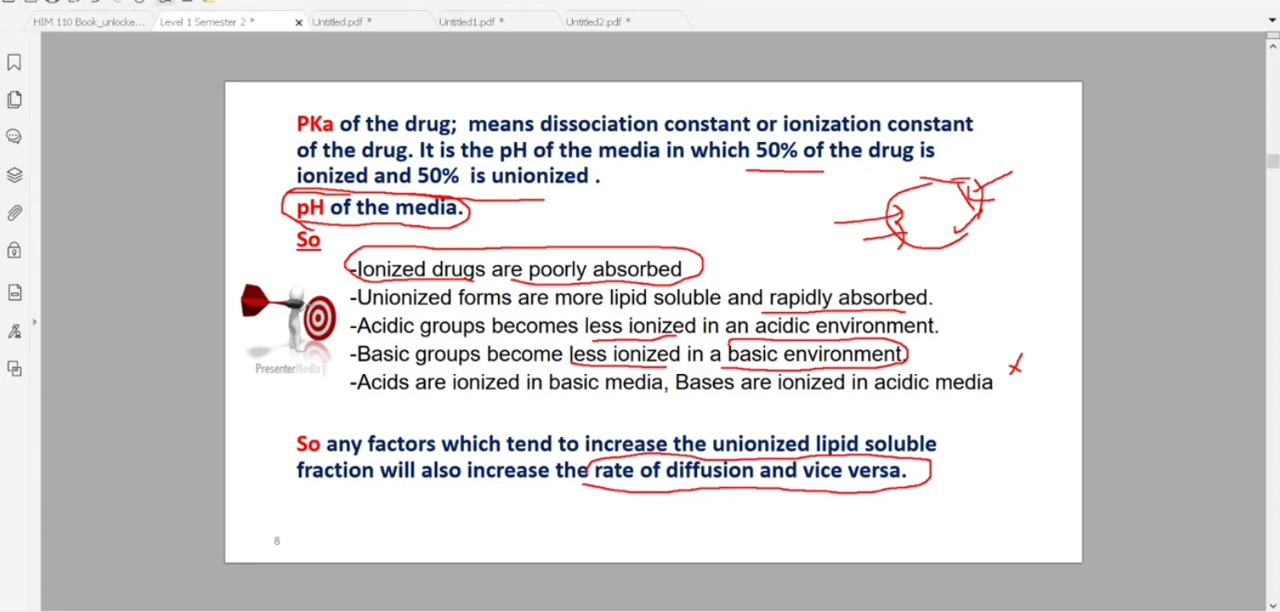 HIM 110 Book_unlocke... Level 1 Semester 2 * x Untitled.pdf * Untitled1.pdf * Untitled2.pdf *
PKa of the drug; means dissociation constant or ionization constant
of the drug. It is the pH of the media in which 50% of the drug is
ionized and 50% is unionized .
pH of the media.
So
-Ionized drugs are poorly absorbed
-Unionized forms are more lipid soluble and rapidly absorbed.
-Acidic groups becomes less ionized in an acidic environment.
-Basic groups become less ionized in a basic environment.
-Acids are ionized in basic media, Bases are ionized in acidic media
PresenterMedia
So any factors which tend to increase the unionized lipid soluble
fraction will also increase the rate of diffusion and vice versa.
8